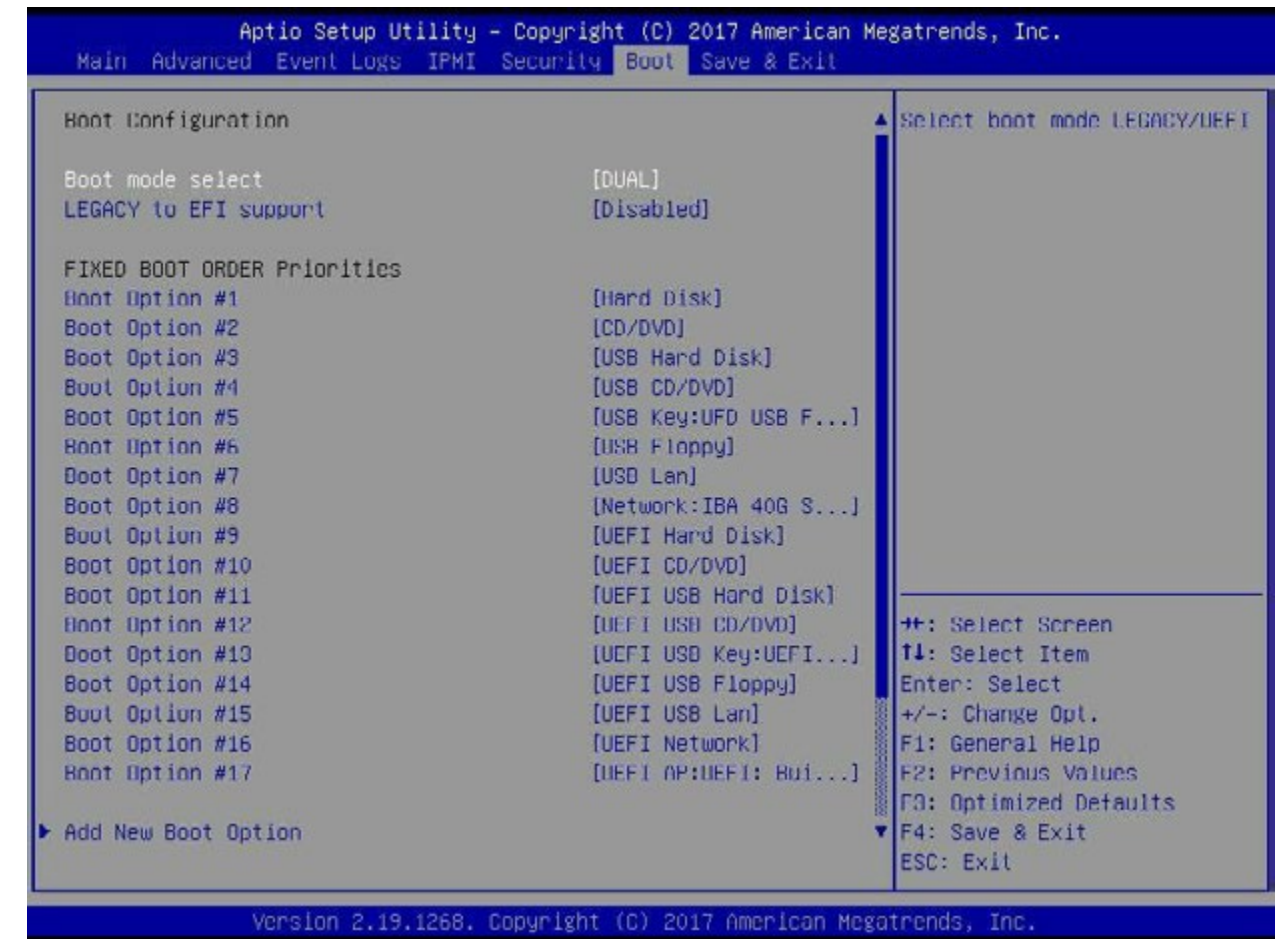 Aptio Setup Utility - Copyright (C) 2017 American Megatrends, Inc.
Main Advanced Event Logs IPMI Security Boot Save & Exit
Boot Configuration
Boot mode select [DUAL]
LEGACY to EFI support [Disabled]
FIXED BOOT ORDER Priorities
Boot Option #1 [Hard Disk]
Boot Option #2 [CD/DVD]
Boot Option #3 [USB Hard Disk]
Boot Option #4 [USB CD/DVD]
Boot Option #5 [USB Key:UFD USB F...]
Boot Option #6 [USB Floppy]
Boot Option #7 [USB Lan]
Boot Option #8 [Network:IBA 40G S...]
Boot Option #9 [UEFI Hard Disk]
Boot Option #10 [UEFI CD/DVD]
Boot Option #11 [UEFI USB Hard Disk]
Boot Option #12 [UEFI USB CD/DVD]
Boot Option #13 [UEFI USB Key:UEFI...]
Boot Option #14 [UEFI USB Floppy]
Boot Option #15 [UEFI USB Lan]
Boot Option #16 [UEFI Network]
Boot Option #17 [UEFI AP:UEFI: Bui...]
Add New Boot Option
Select boot mode LEGACY/UEFI
→←: Select Screen
↑↓: Select Item
Enter: Select
+/-: Change Opt.
F1: General Help
F2: Previous Values
F3: Optimized Defaults
F4: Save & Exit
ESC: Exit
Version 2.19.1268. Copyright (C) 2017 American Megatrends, Inc.